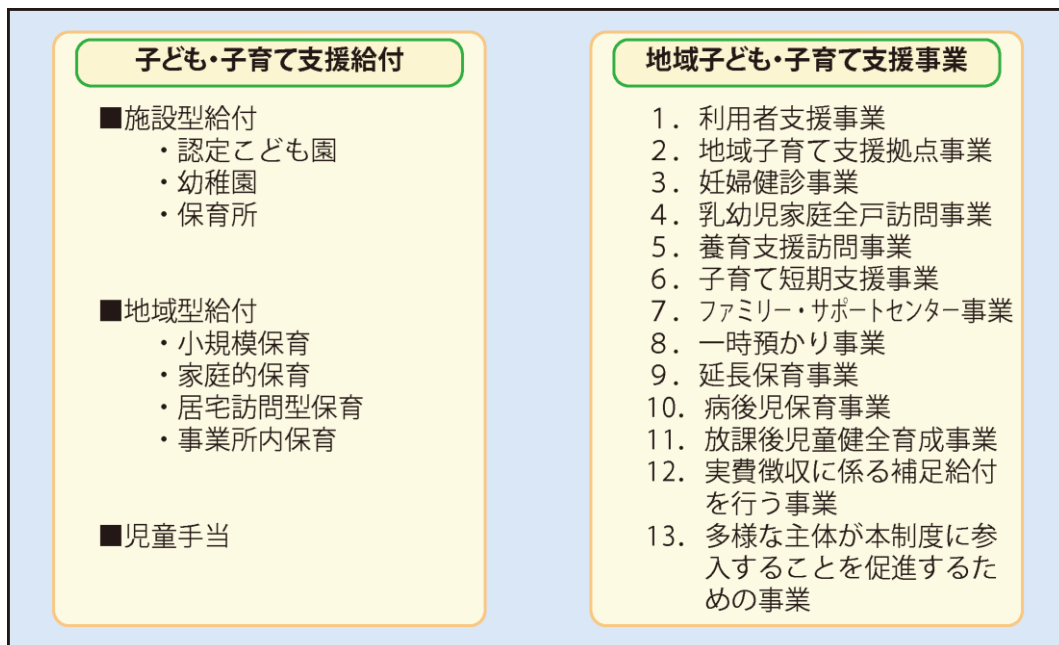 子ども・子育て支援給付
■施設型給付
・認定こども園
・幼稚園
・保育所
■地域型給付
・小規模保育
・家庭的保育
・居宅訪問型保育
・事業所内保育
■児童手当
地域子ども・子育て支援事業
1．利用者支援事業
2．地域子育て支援拠点事業
3．妊婦健診事業
4．乳幼児家庭全戸訪問事業
5．養育支援訪問事業
6．子育て短期支援事業
7．ファミリー・サポートセンター事業
8．一時預かり事業
9．延長保育事業
10．病後児保育事業
11．放課後児童健全育成事業
12．実費徴収に係る補足給付
を行う事業
13．多様な主体が本制度に参
入することを促進するた
めの事業